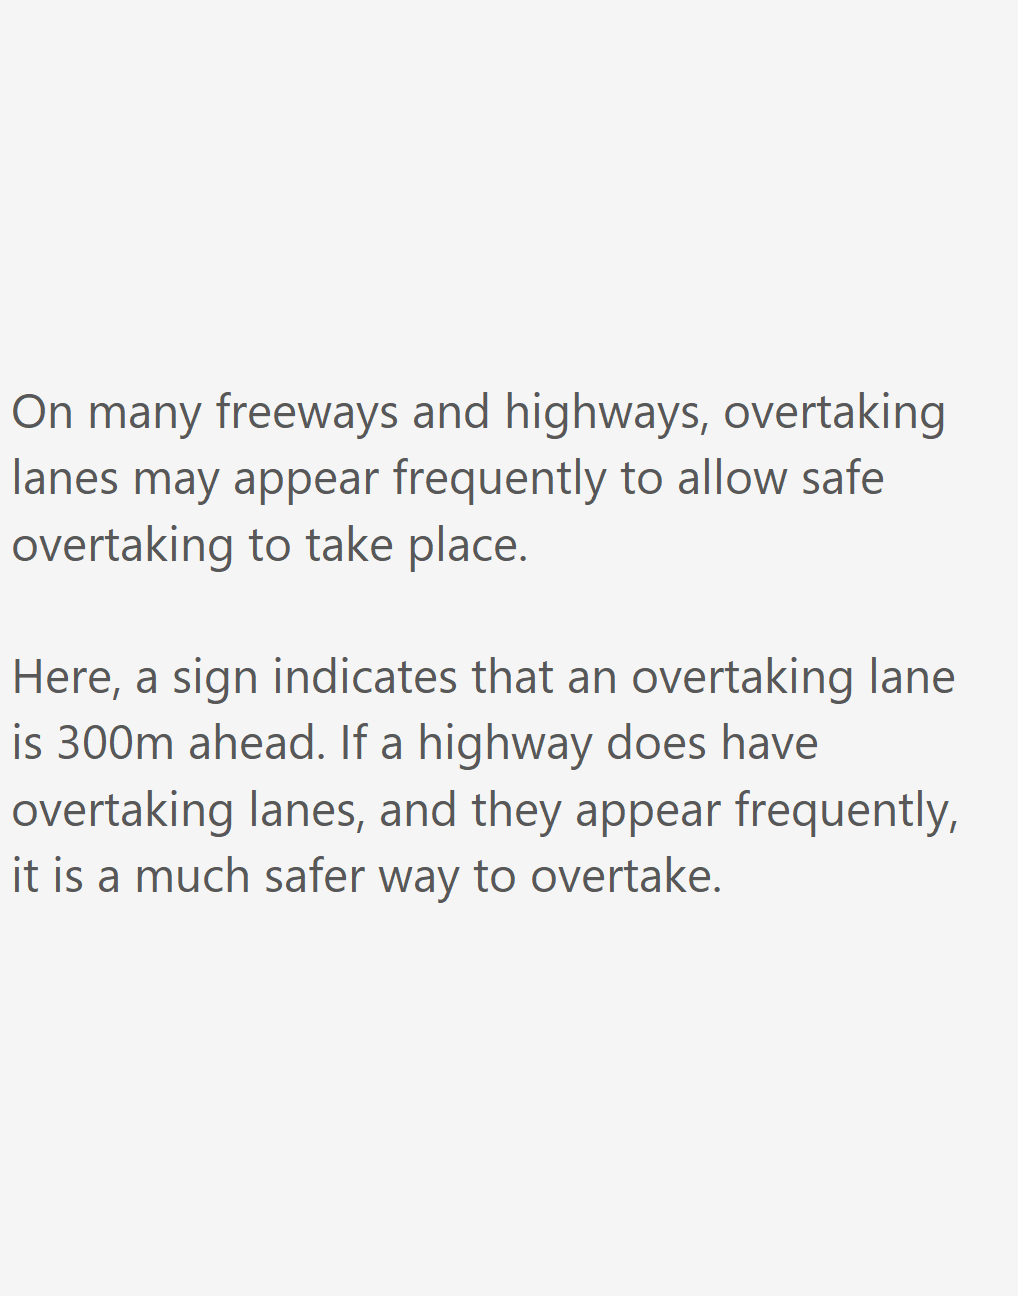 On many freeways and highways, overtaking
lanes may appear frequently to allow safe
overtaking to take place.
Here, a sign indicates that an overtaking lane
is 300m ahead. If a highway does have
overtaking lanes, and they appear frequently,
it is a much safer way to overtake.